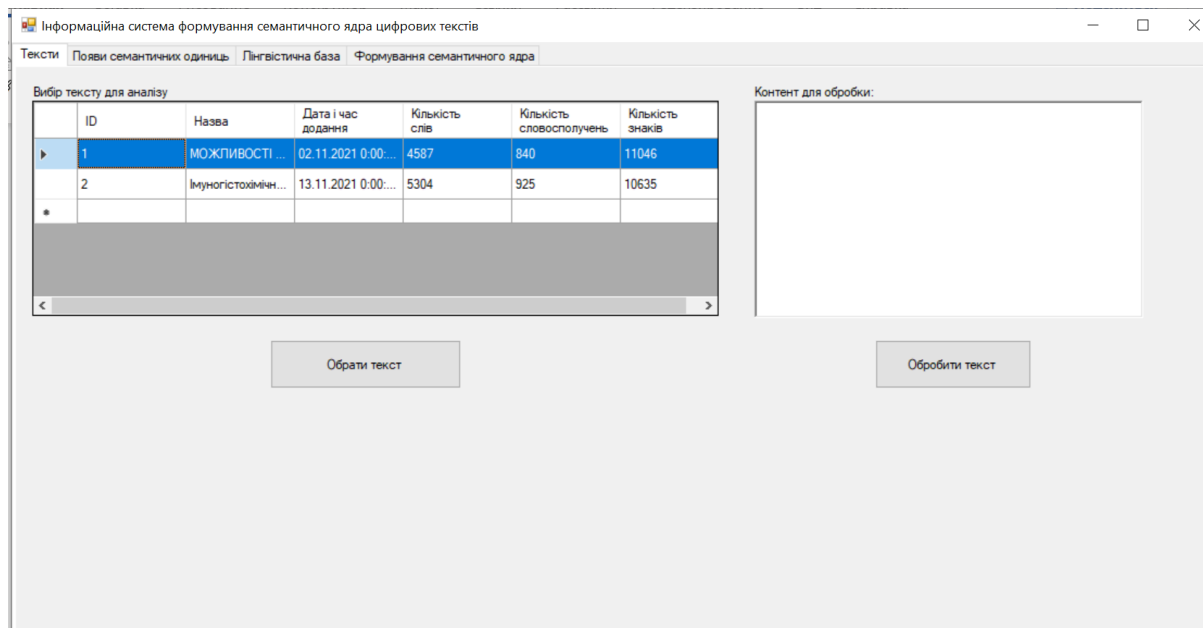 Інформаційна система формування семантичного ядра цифрових текстів
Тексти Появи семантичних одиниць Лінгвістична база Формування семантичного ядра
Вибір тексту для аналізу
ID Назва Дата і час додання Кількість слів Кількість словосполучень Кількість знаків
1 МОЖЛИВОСТІ ... 02.11.2021 0:00:... 4587 840 11046
2 Імуногістохімічн... 13.11.2021 0:00:... 5304 925 10635
Обрати текст
Контент для обробки:
Обробити текст